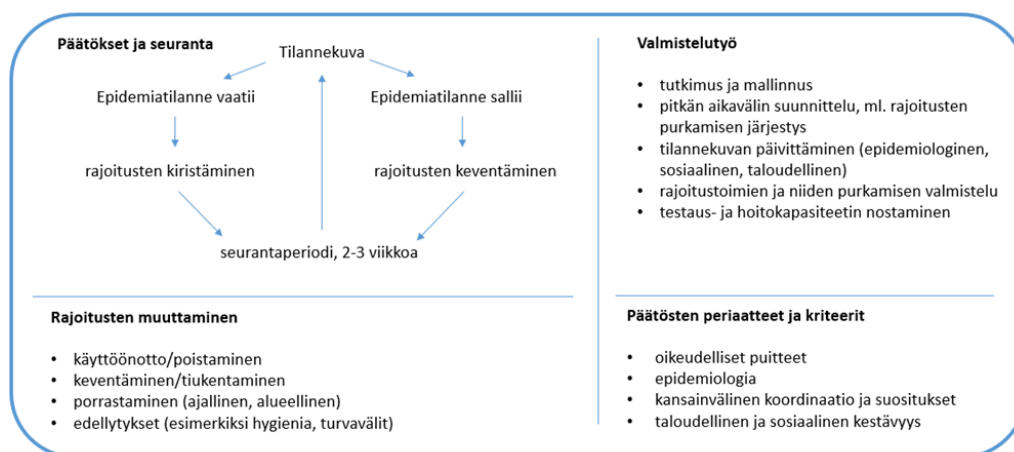 Päätökset ja seuranta
Tilannekuva
Epidemiatilanne vaatii
Epidemiatilanne sallii
rajoitusten kiristäminen
rajoitusten keventäminen
seurantaperiodi, 2-3 viikkoa
Valmistelutyö
• tutkimus ja mallinnus
• pitkän aikavälin suunnittelu, ml. rajoitusten
purkamisen järjestys
• tilannekuvan päivittäminen (epidemiologinen,
sosiaalinen, taloudellinen)
• rajoitustoimien ja niiden purkamisen valmistelu
• testaus- ja hoitokapasiteetin nostaminen
Rajoitusten muuttaminen
• käyttöönotto/poistaminen
• keventäminen/tiukentaminen
• porrastaminen (ajallinen, alueellinen)
• edellytykset (esimerkiksi hygienia, turvavälit)
Päätösten periaatteet ja kriteerit
• oikeudelliset puitteet
• epidemiologia
• kansainvälinen koordinaatio ja suositukset
• taloudellinen ja sosiaalinen kestävyys